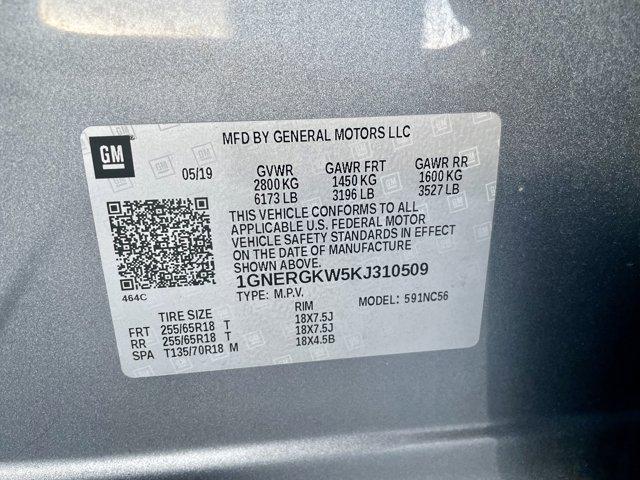 MFD BY GENERAL MOTORS LLC
GM
05/19 GVWR GAWR FRT GAWR RR
2800 KG 1450 KG 1600 KG
6173 LB 3196 LB 3527 LB
THIS VEHICLE CONFORMS TO ALL
APPLICABLE U.S. FEDERAL MOTOR
VEHICLE SAFETY STANDARDS IN EFFECT
ON THE DATE OF MANUFACTURE
SHOWN ABOVE.
464C 1GNERGKW5KJ310509
TYPE: M.P.V. MODEL: 591NC56
TIRE SIZE RIM
FRT 255/65R18 T 18X7.5J
RR 255/65R18 T 18X7.5J
SPA T135/70R18 M 18X4.5B